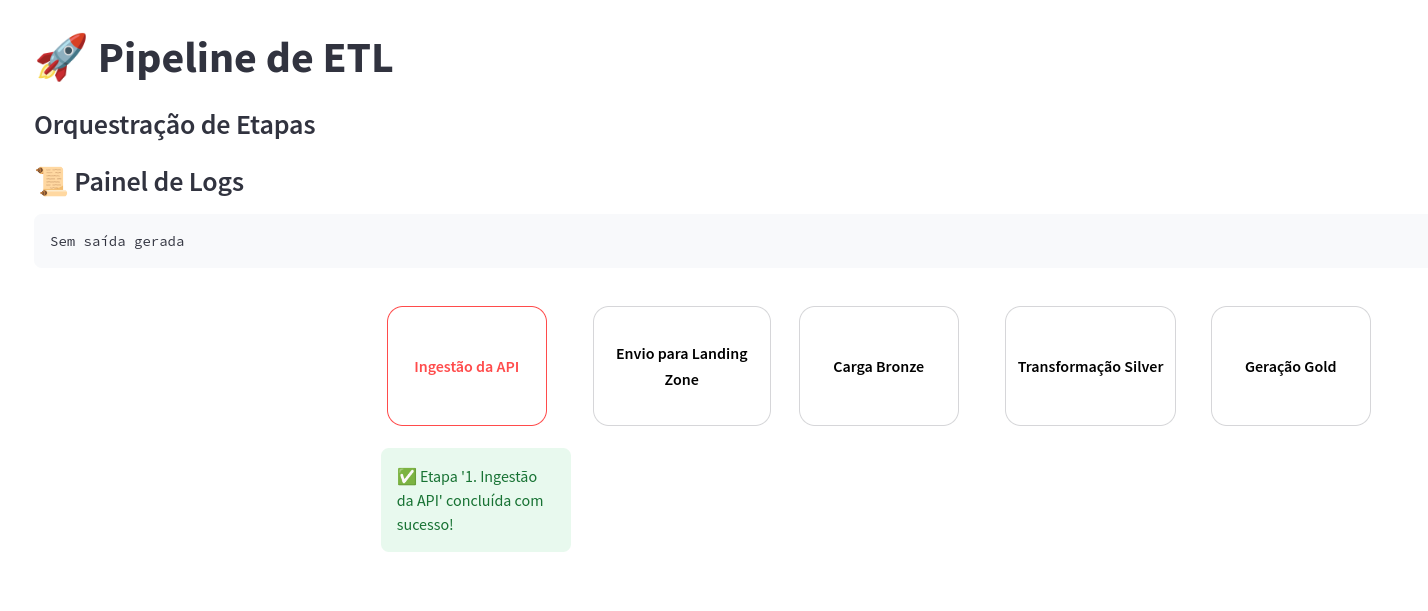 🚀 Pipeline de ETL
Orquestração de Etapas
📜 Painel de Logs
Sem saída gerada
Ingestão da API
Envio para Landing
Zone
Carga Bronze
Transformação Silver
Geração Gold
✅ Etapa '1. Ingestão
da API' concluída com
sucesso!